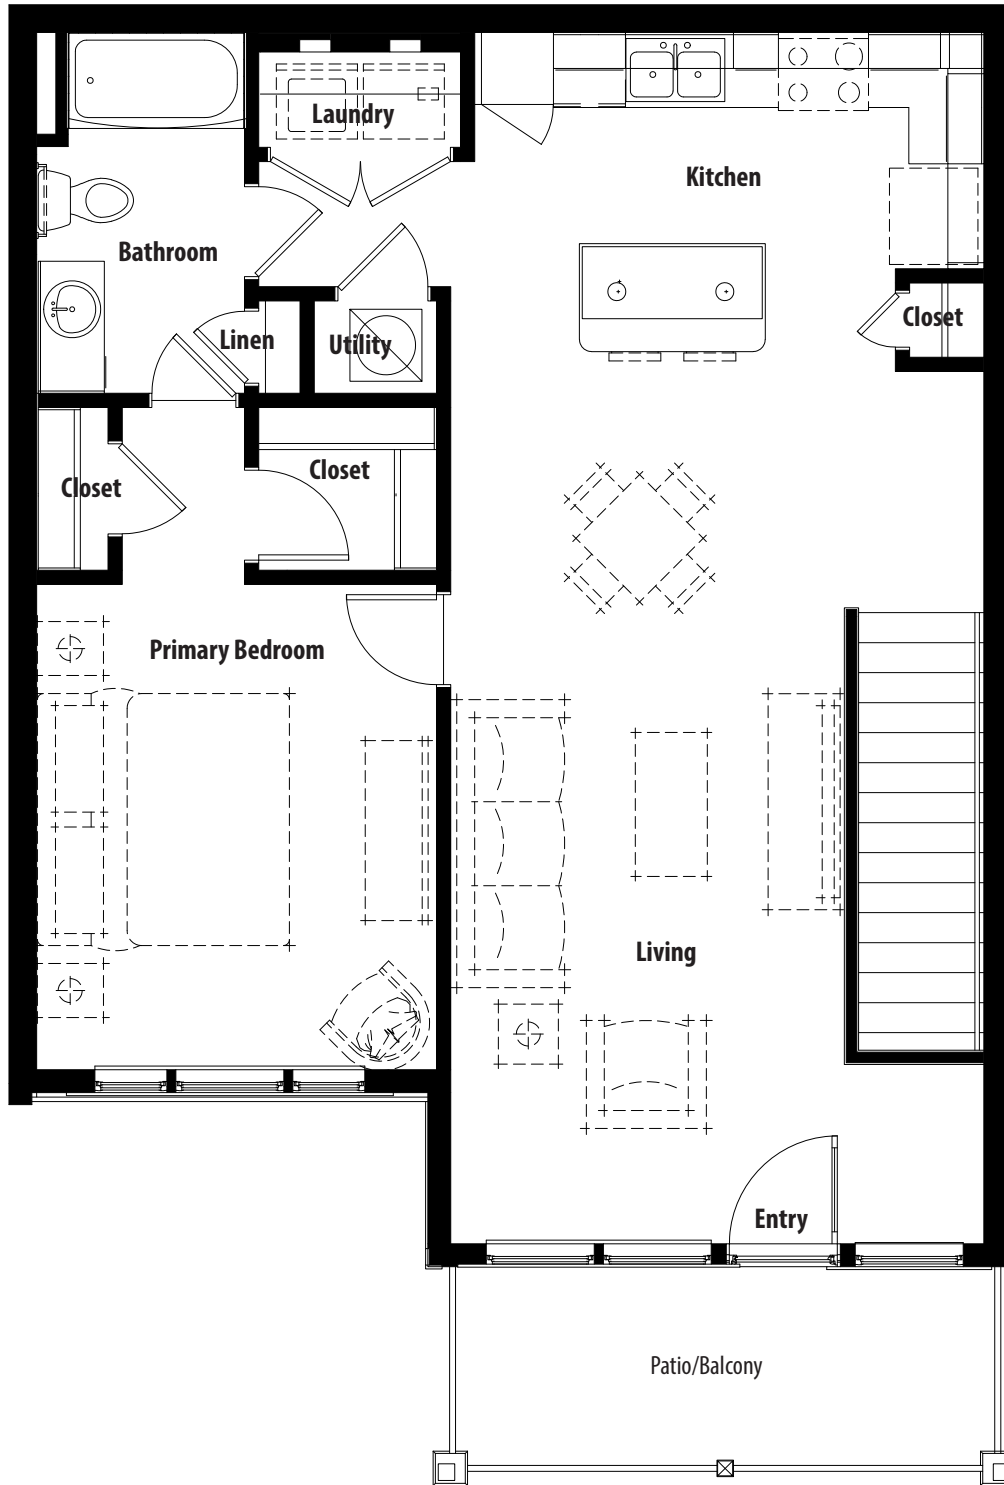 Laundry
Kitchen
Bathroom
Linen
Utility
Closet
Closet
Closet
Primary Bedroom
Living
Entry
Patio/Balcony